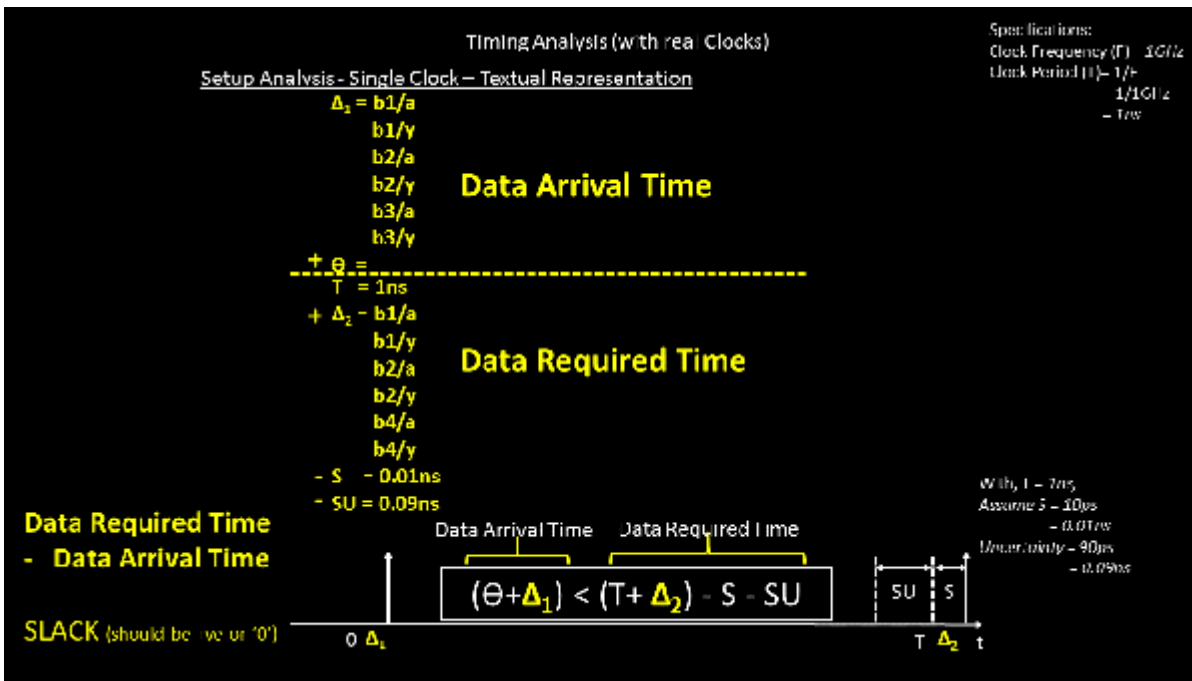 Timing Analysis (with real Clocks)
Specifications:
Clock Frequency (F) - 1GHz
Clock Period (T)= 1/F
1/1GHz
= 1ns
Setup Analysis - Single Clock – Textual Representation
Δ1 = b1/a
b1/y
b2/a
b2/y
b3/a
b3/y
Data Arrival Time
+ Θ =
T = 1ns
+ Δ2 - b1/a
b1/y
b2/a
b2/y
b4/a
b4/y
Data Required Time
- S - 0.01ns
- SU = 0.09ns
With, T = 1ns,
Assume S = 10ps
= 0.01ns
Uncertainty = 90ps
= 0.09ns
Data Required Time
- Data Arrival Time
SLACK (should be +ve or '0')
Data Arrival Time Data Required Time
(Θ+Δ1) < (T+ Δ2) - S - SU
SU S
0 Δ1 T Δ2 t